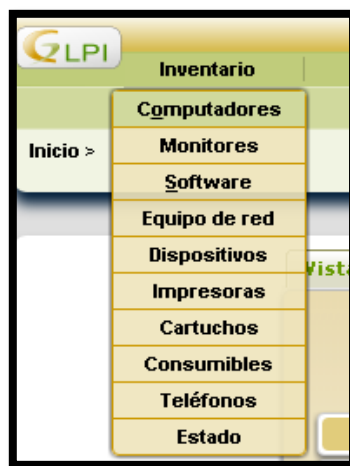 GLPI
Inventario
Computadores
Inicio >
Monitores
Software
Equipo de red
Dispositivos
Vista
Impresoras
Cartuchos
Consumibles
Teléfonos
Estado